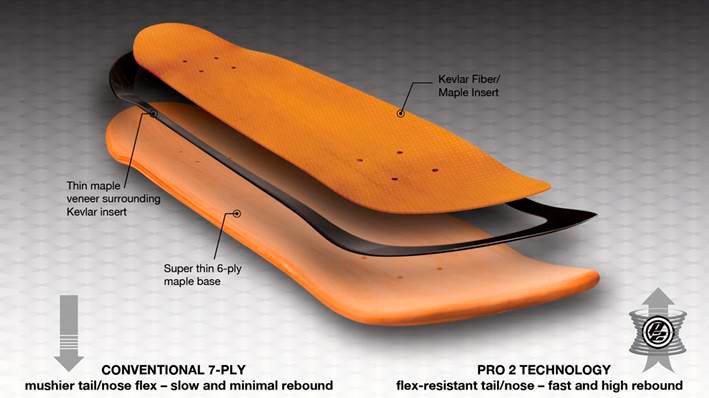 Kevlar Fiber/
Maple Insert
Thin maple
veneer surrounding
Kevlar insert
Super thin 6-ply
maple base
CONVENTIONAL 7-PLY
mushier tail/nose flex – slow and minimal rebound
PRO 2 TECHNOLOGY
flex-resistant tail/nose – fast and high rebound